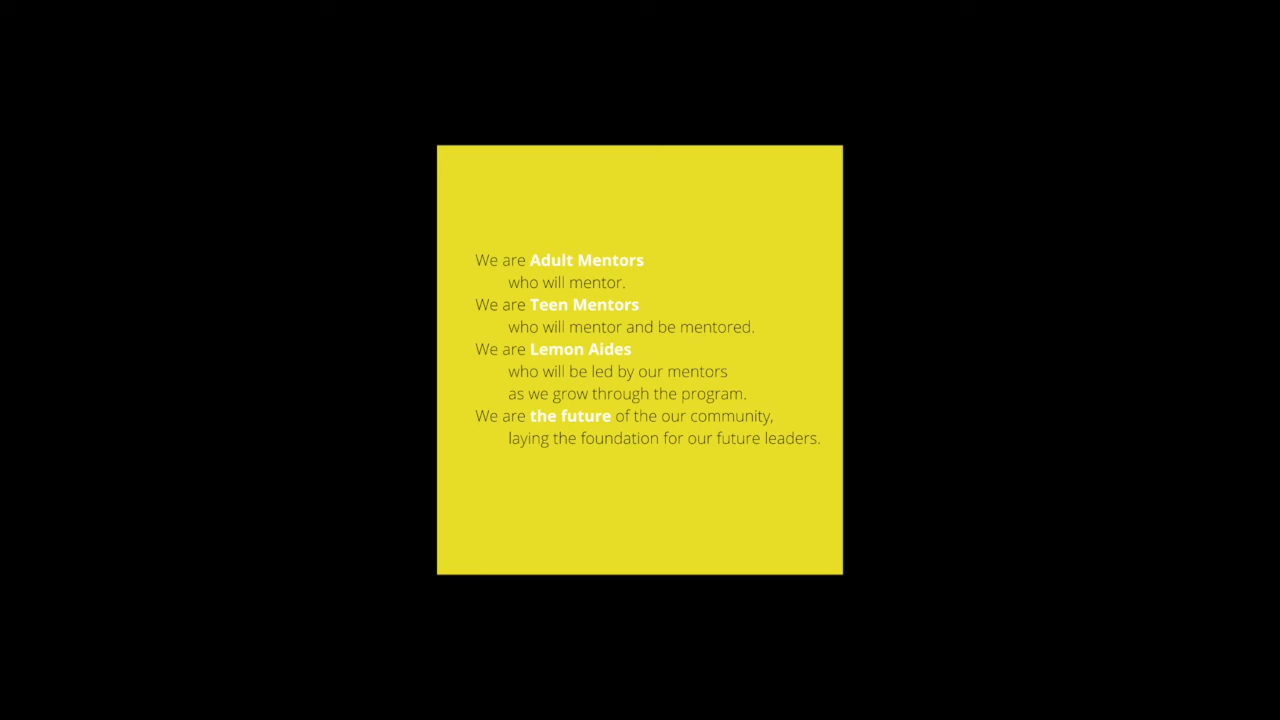 We are Adult Mentors
who will mentor.
We are Teen Mentors
who will mentor and be mentored.
We are Lemon Aides
who will be led by our mentors
as we grow through the program.
We are the future of the our community,
laying the foundation for our future leaders.